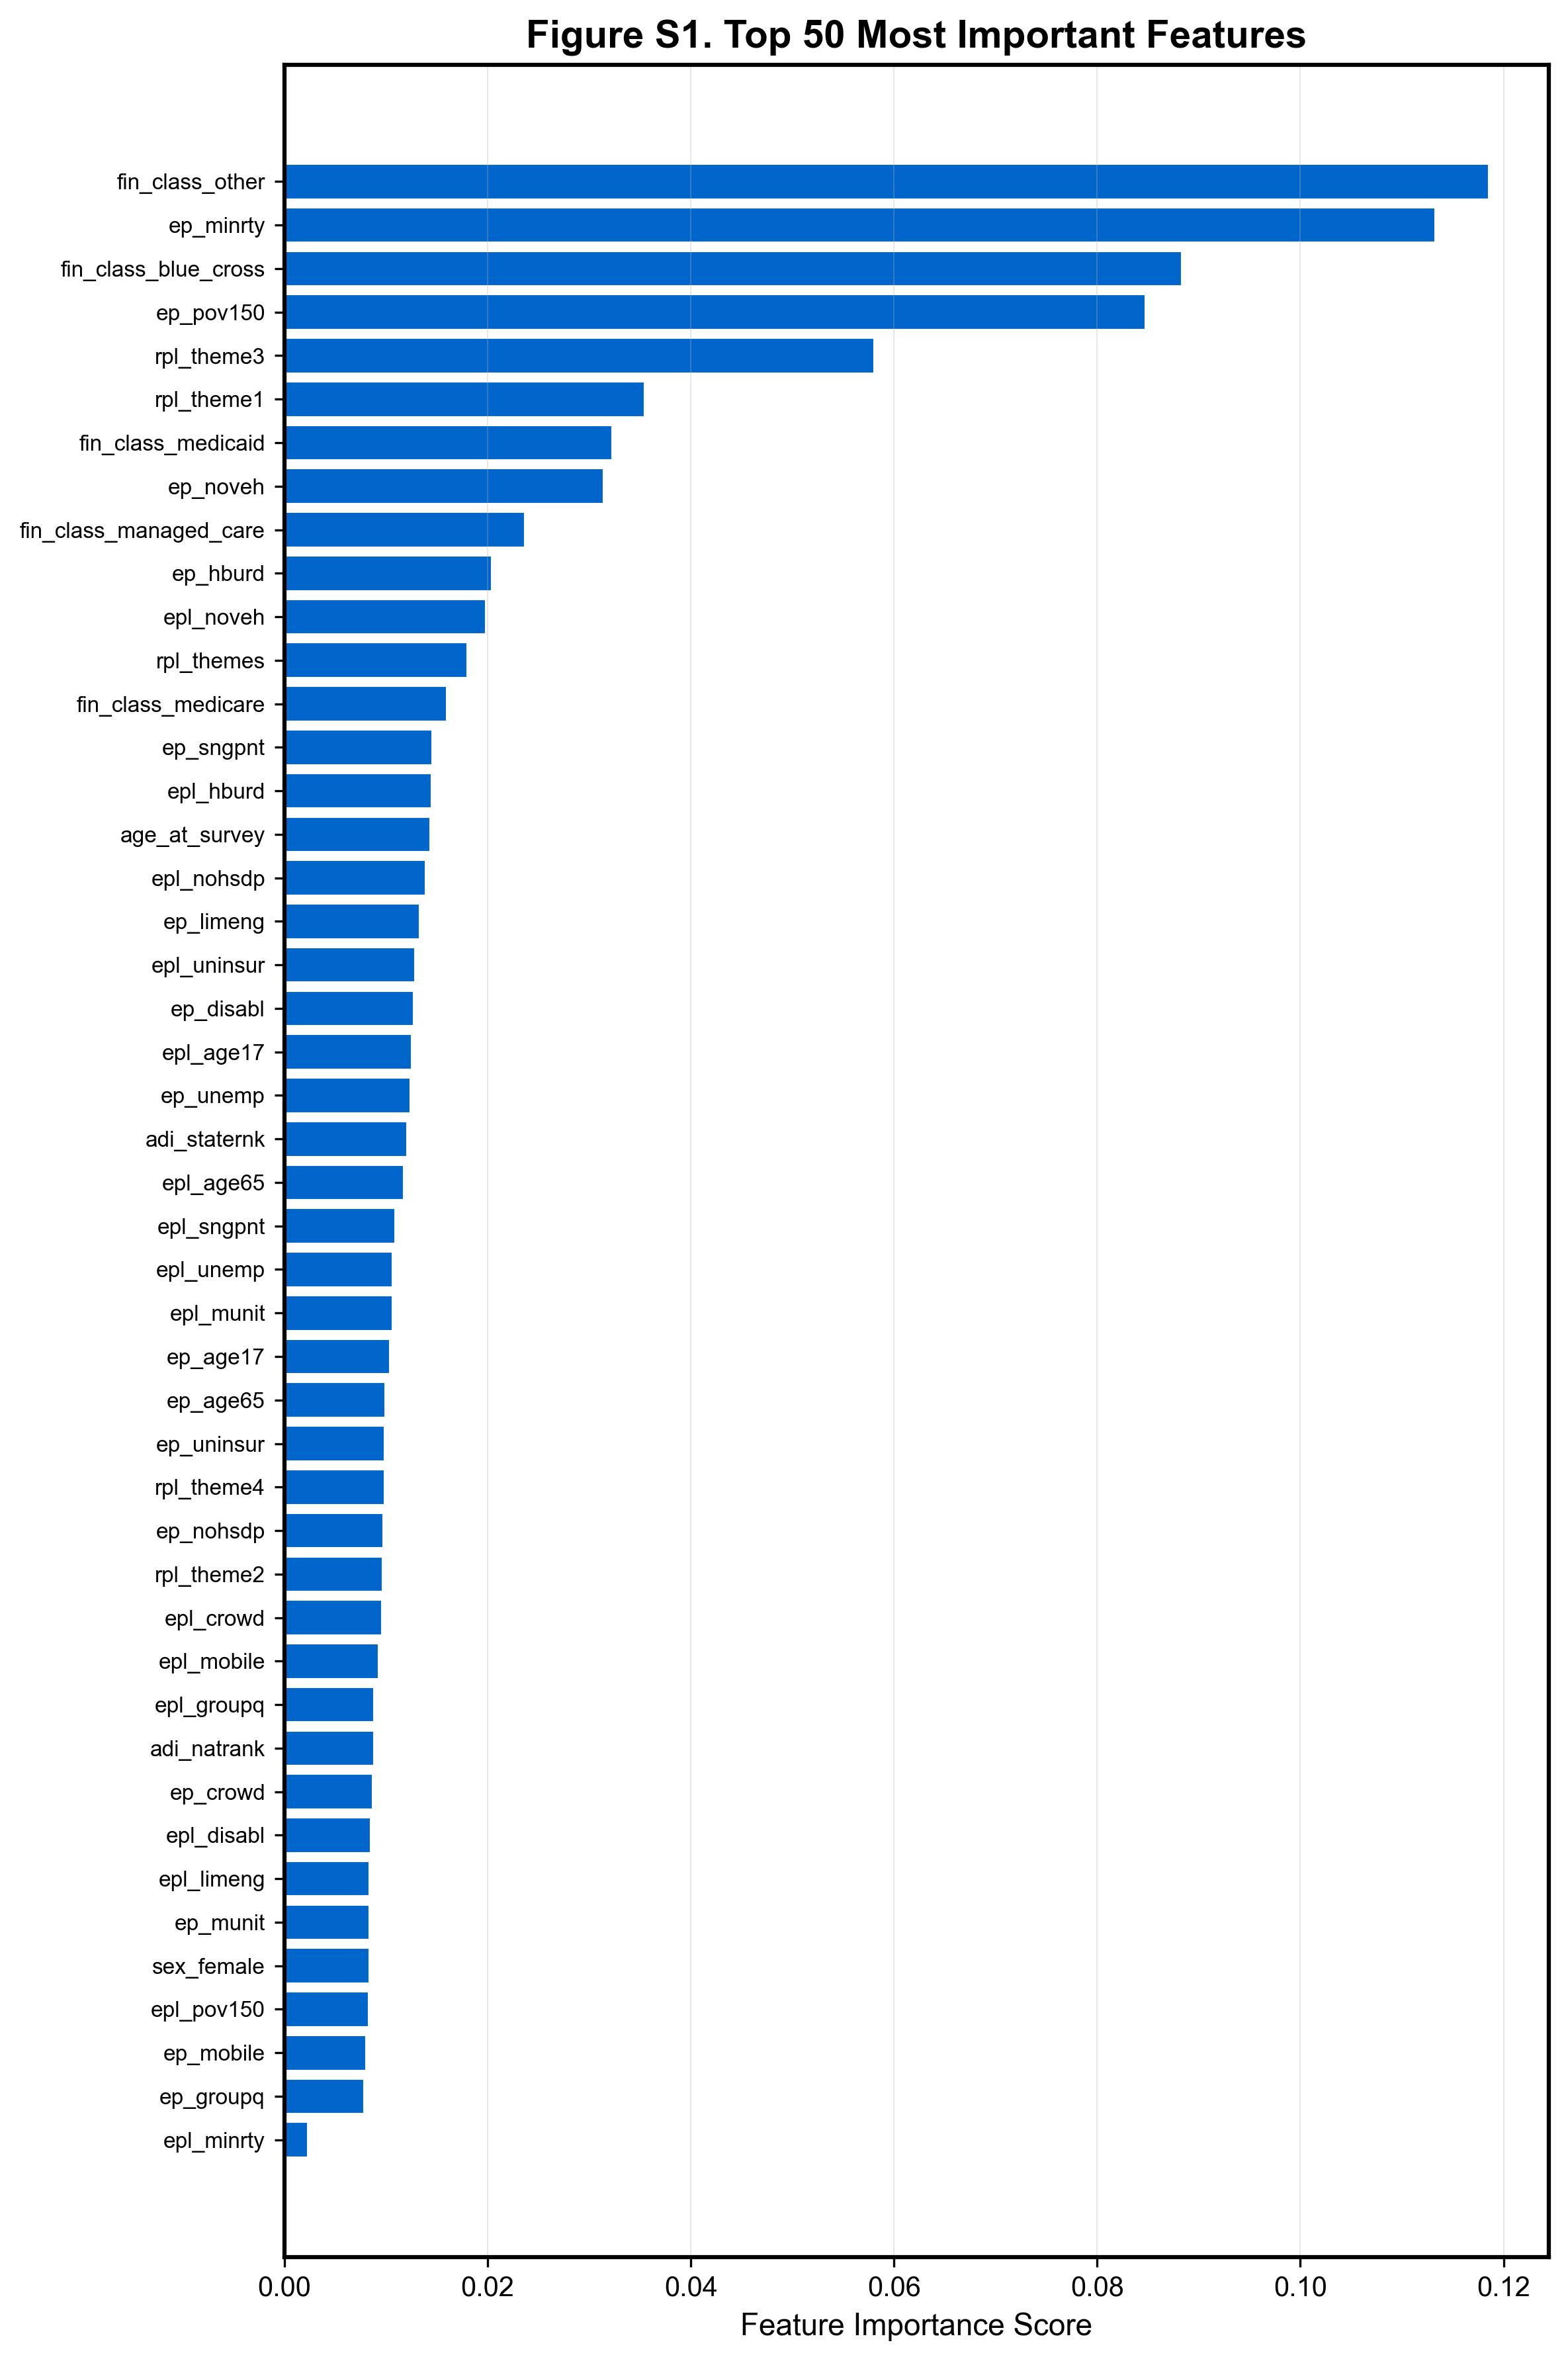 Figure S1. Top 50 Most Important Features
fin_class_other
ep_minrty
fin_class_blue_cross
ep_pov150
rpl_theme3
rpl_theme1
fin_class_medicaid
ep_noveh
fin_class_managed_care
ep_hburd
epl_noveh
rpl_themes
fin_class_medicare
ep_sngpnt
epl_hburd
age_at_survey
epl_nohsdp
ep_limeng
epl_uninsur
ep_disabl
epl_age17
ep_unemp
adi_staternk
epl_age65
epl_sngpnt
epl_unemp
epl_munit
ep_age17
ep_age65
ep_uninsur
rpl_theme4
ep_nohsdp
rpl_theme2
epl_crowd
epl_mobile
epl_groupq
adi_natrank
ep_crowd
epl_disabl
epl_limeng
ep_munit
sex_female
epl_pov150
ep_mobile
ep_groupq
epl_minrty
0.00 0.02 0.04 0.06 0.08 0.10 0.12
Feature Importance Score